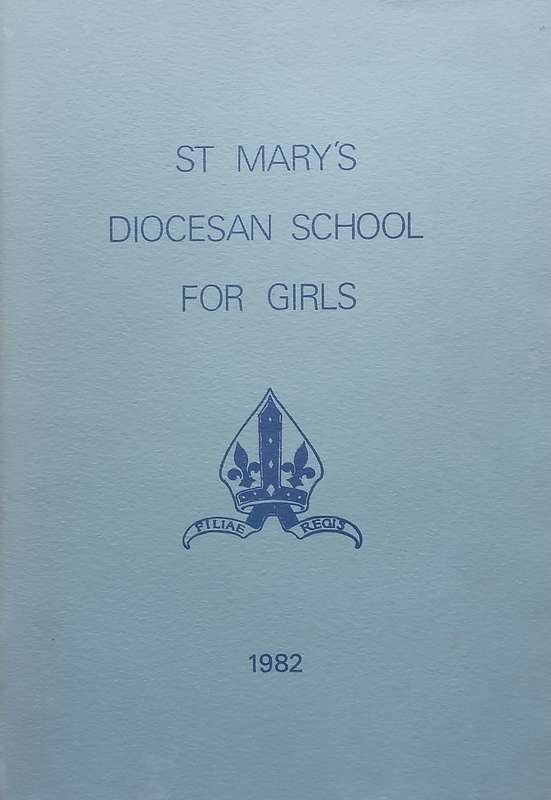 ST MARY'S
DIOCESAN SCHOOL
FOR GIRLS
FILIAE REGIS
1982